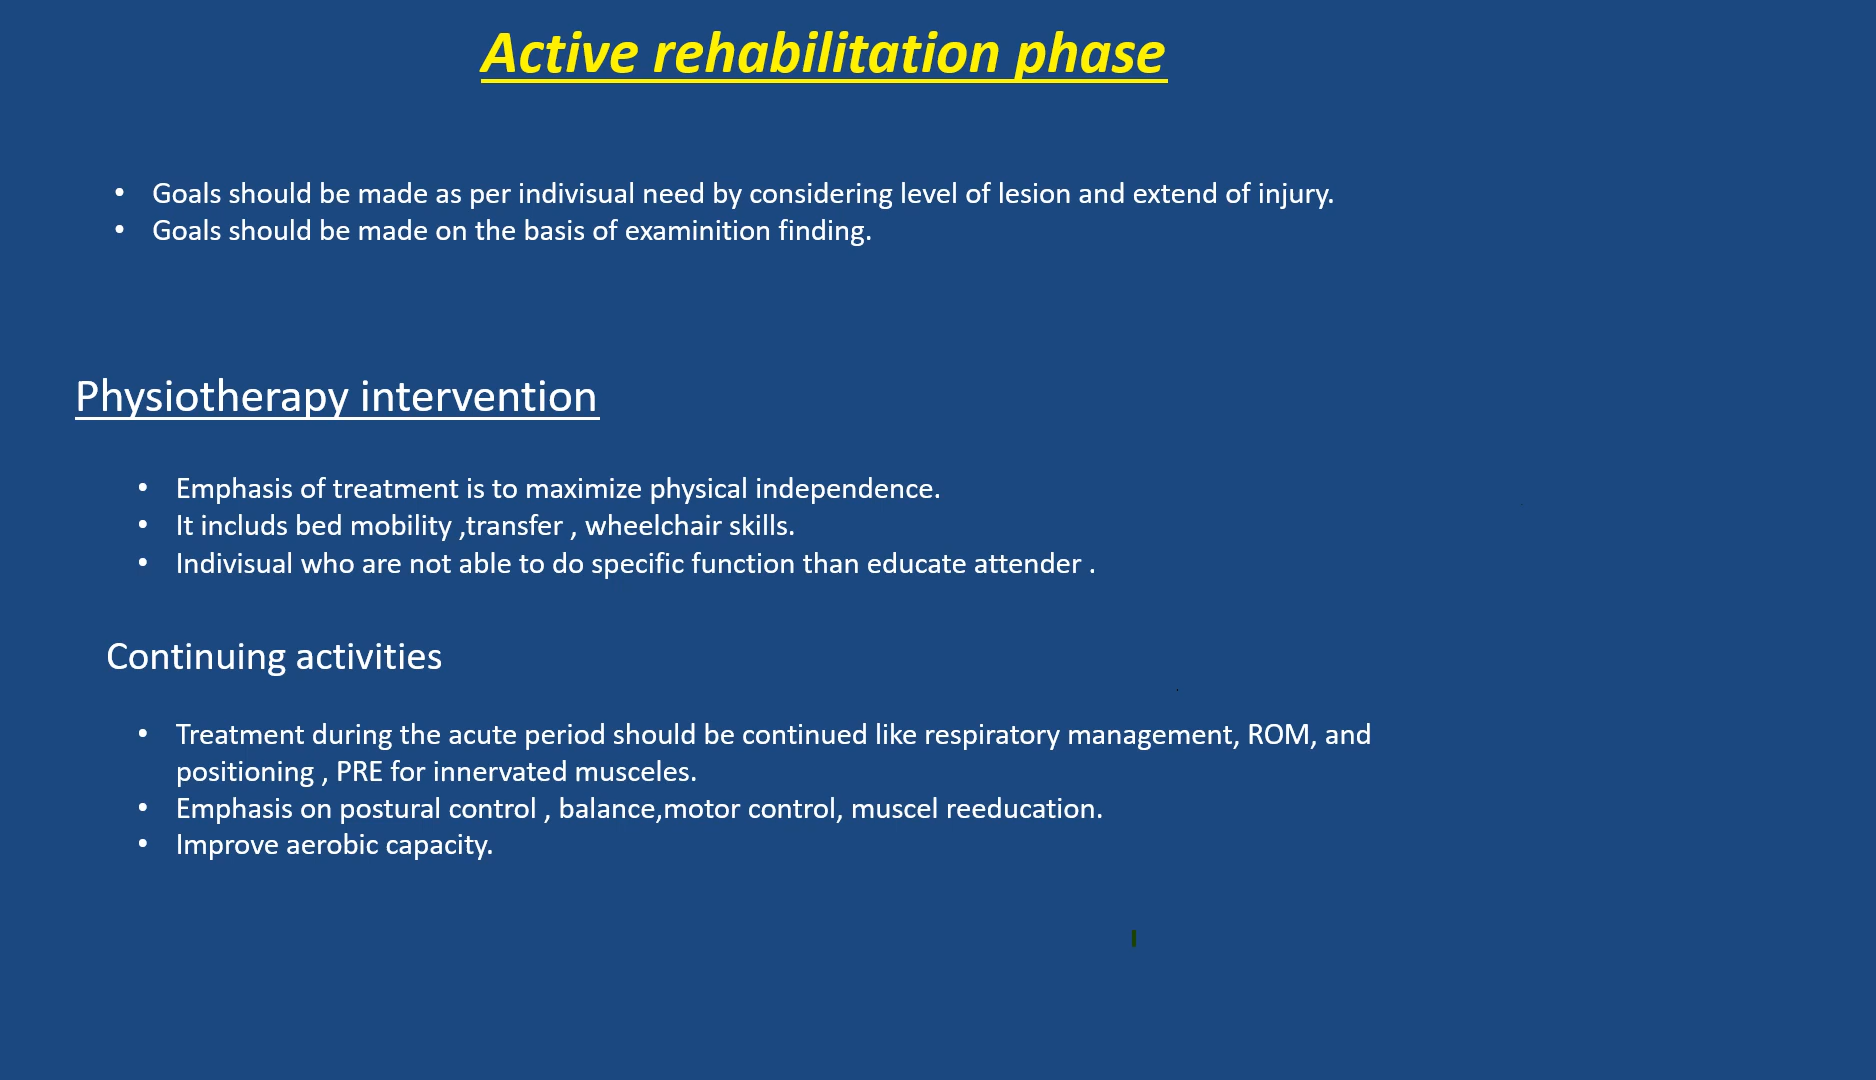 Active rehabilitation phase
• Goals should be made as per indivisual need by considering level of lesion and extend of injury.
• Goals should be made on the basis of examinition finding.
Physiotherapy intervention
• Emphasis of treatment is to maximize physical independence.
• It includs bed mobility ,transfer , wheelchair skills.
• Indivisual who are not able to do specific function than educate attender .
Continuing activities
• Treatment during the acute period should be continued like respiratory management, ROM, and
positioning , PRE for innervated musceles.
• Emphasis on postural control , balance,motor control, muscel reeducation.
• Improve aerobic capacity.